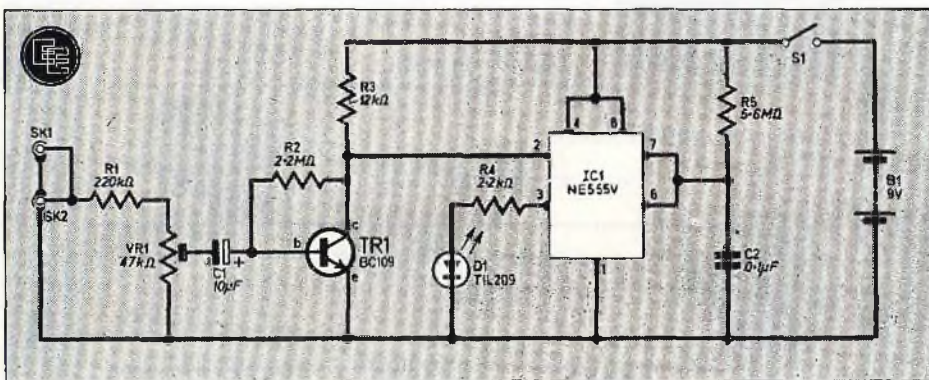 SK1
SK2
R1
220kΩ
VR1
47kΩ
C1
10µF
+
R2
2·2MΩ
R3
12kΩ
b
c
e
TR1
BC109
R4
2·2kΩ
D1
TIL209
2
3
4
8
7
6
1
IC1
NE555V
R5
5·6MΩ
C2
0·1µF
S1
B1
9V